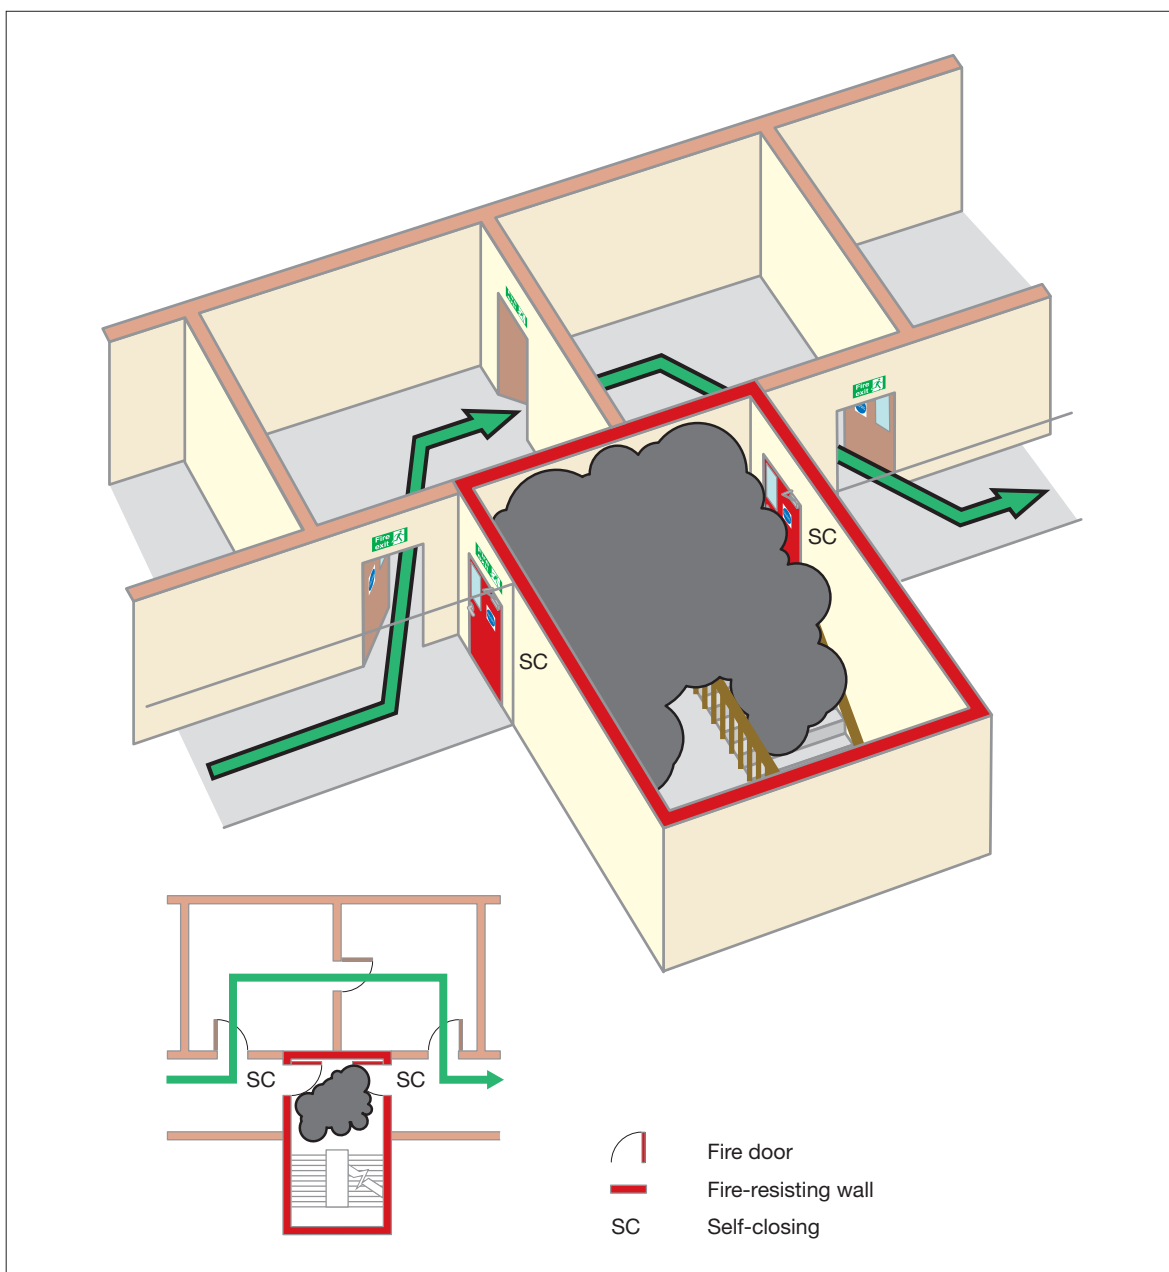 Fire
exit
Fire
exit
SC
SC
SC
SC
Fire door
Fire-resisting wall
SC
Self-closing